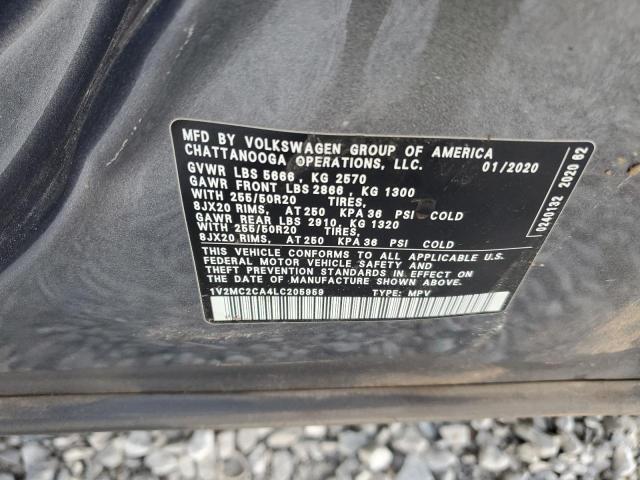 MFD BY VOLKSWAGEN GROUP OF AMERICA
CHATTANOOGA OPERATIONS, LLC. 01/2020
GVWR LBS 5666 , KG 2570
GAWR FRONT LBS 2866 , KG 1300
WITH 255/50R20 TIRES,
8JX20 RIMS, AT 250 KPA 36 PSI COLD
GAWR REAR LBS 2910, KG 1320
WITH 255/50R20 TIRES,
8JX20 RIMS, AT 250 KPA 36 PSI COLD
THIS VEHICLE CONFORMS TO ALL APPLICABLE U.S.
FEDERAL MOTOR VEHICLE SAFETY AND
THEFT PREVENTION STANDARDS IN EFFECT ON
THE DATE OF MANUFACTURE SHOWN ABOVE.
1V2MC2CA4LC205959 TYPE: MPV
0240132 2020 62